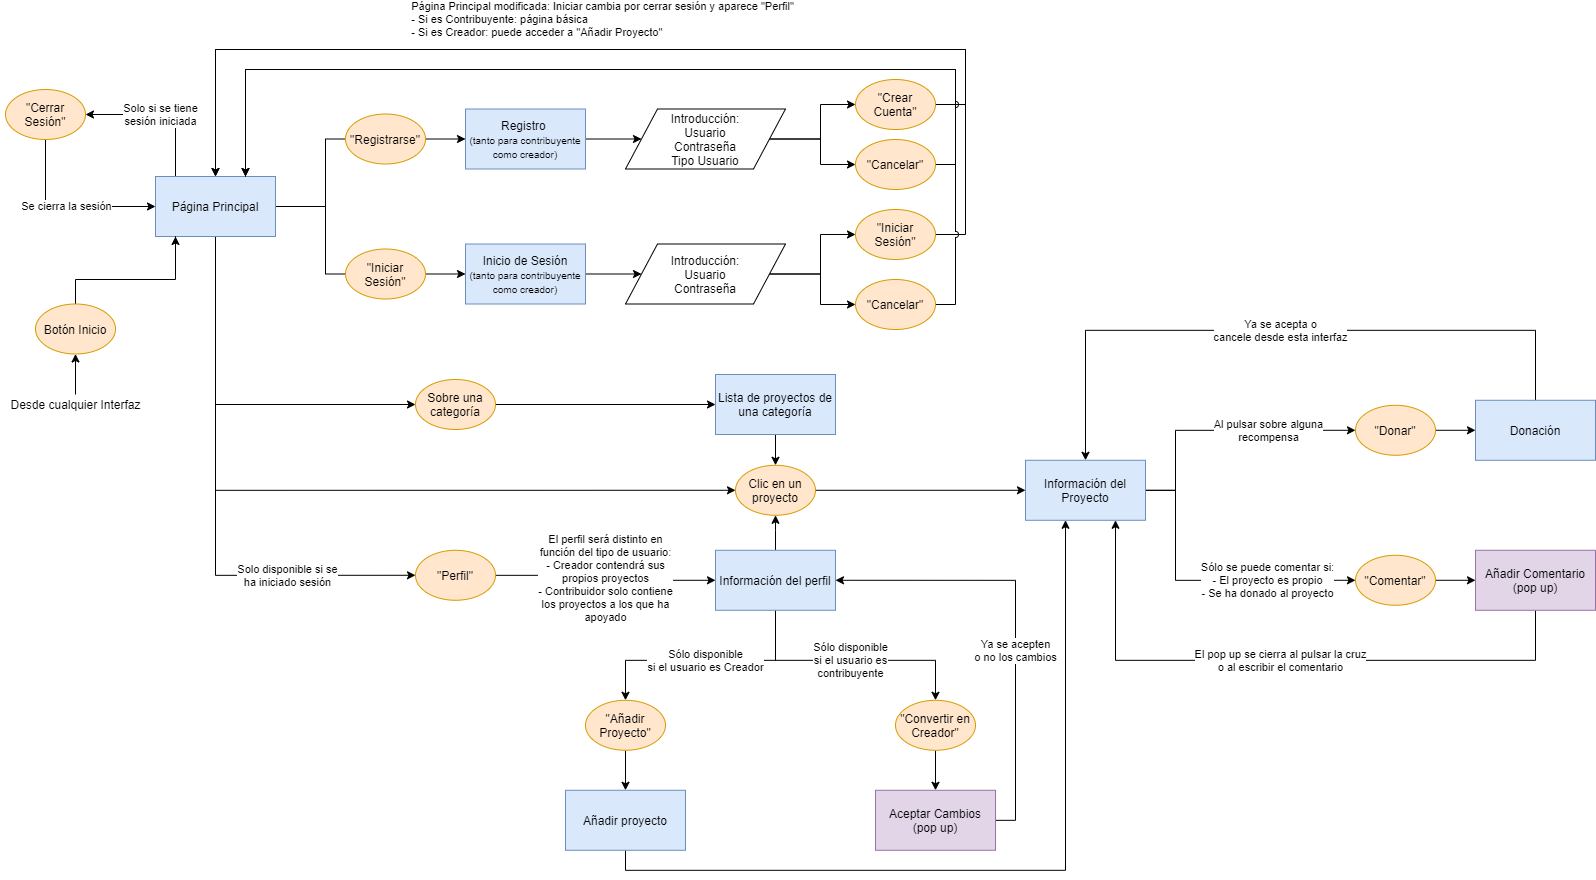 Página Principal modificada: Iniciar cambia por cerrar sesión y aparece "Perfil"
- Si es Contribuyente: página básica
- Si es Creador: puede acceder a "Añadir Proyecto"
"Cerrar
Sesión"
Solo si se tiene
sesión iniciada
Se cierra la sesión
Página Principal
Botón Inicio
Desde cualquier Interfaz
"Registrarse"
Registro
(tanto para contribuyente
como creador)
Introducción:
Usuario
Contraseña
Tipo Usuario
"Crear
Cuenta"
"Cancelar"
"Iniciar
Sesión"
Inicio de Sesión
(tanto para contribuyente
como creador)
Introducción:
Usuario
Contraseña
"Iniciar
Sesión"
"Cancelar"
Sobre una
categoría
Lista de proyectos de
una categoría
Clic en un
proyecto
Solo disponible si se
ha iniciado sesión
"Perfil"
El perfil será distinto en
función del tipo de usuario:
- Creador contendrá sus
propios proyectos
- Contribuidor solo contiene
los proyectos a los que ha
apoyado
Información del perfil
Sólo disponible
si el usuario es Creador
Sólo disponible
si el usuario es
contribuyente
Ya se acepten
o no los cambios
"Añadir
Proyecto"
"Convertir en
Creador"
Añadir proyecto
Aceptar Cambios
(pop up)
Información del
Proyecto
Ya se acepta o
cancele desde esta interfaz
Al pulsar sobre alguna
recompensa
"Donar"
Donación
Sólo se puede comentar si:
- El proyecto es propio
- Se ha donado al proyecto
"Comentar"
Añadir Comentario
(pop up)
El pop up se cierra al pulsar la cruz
o al escribir el comentario